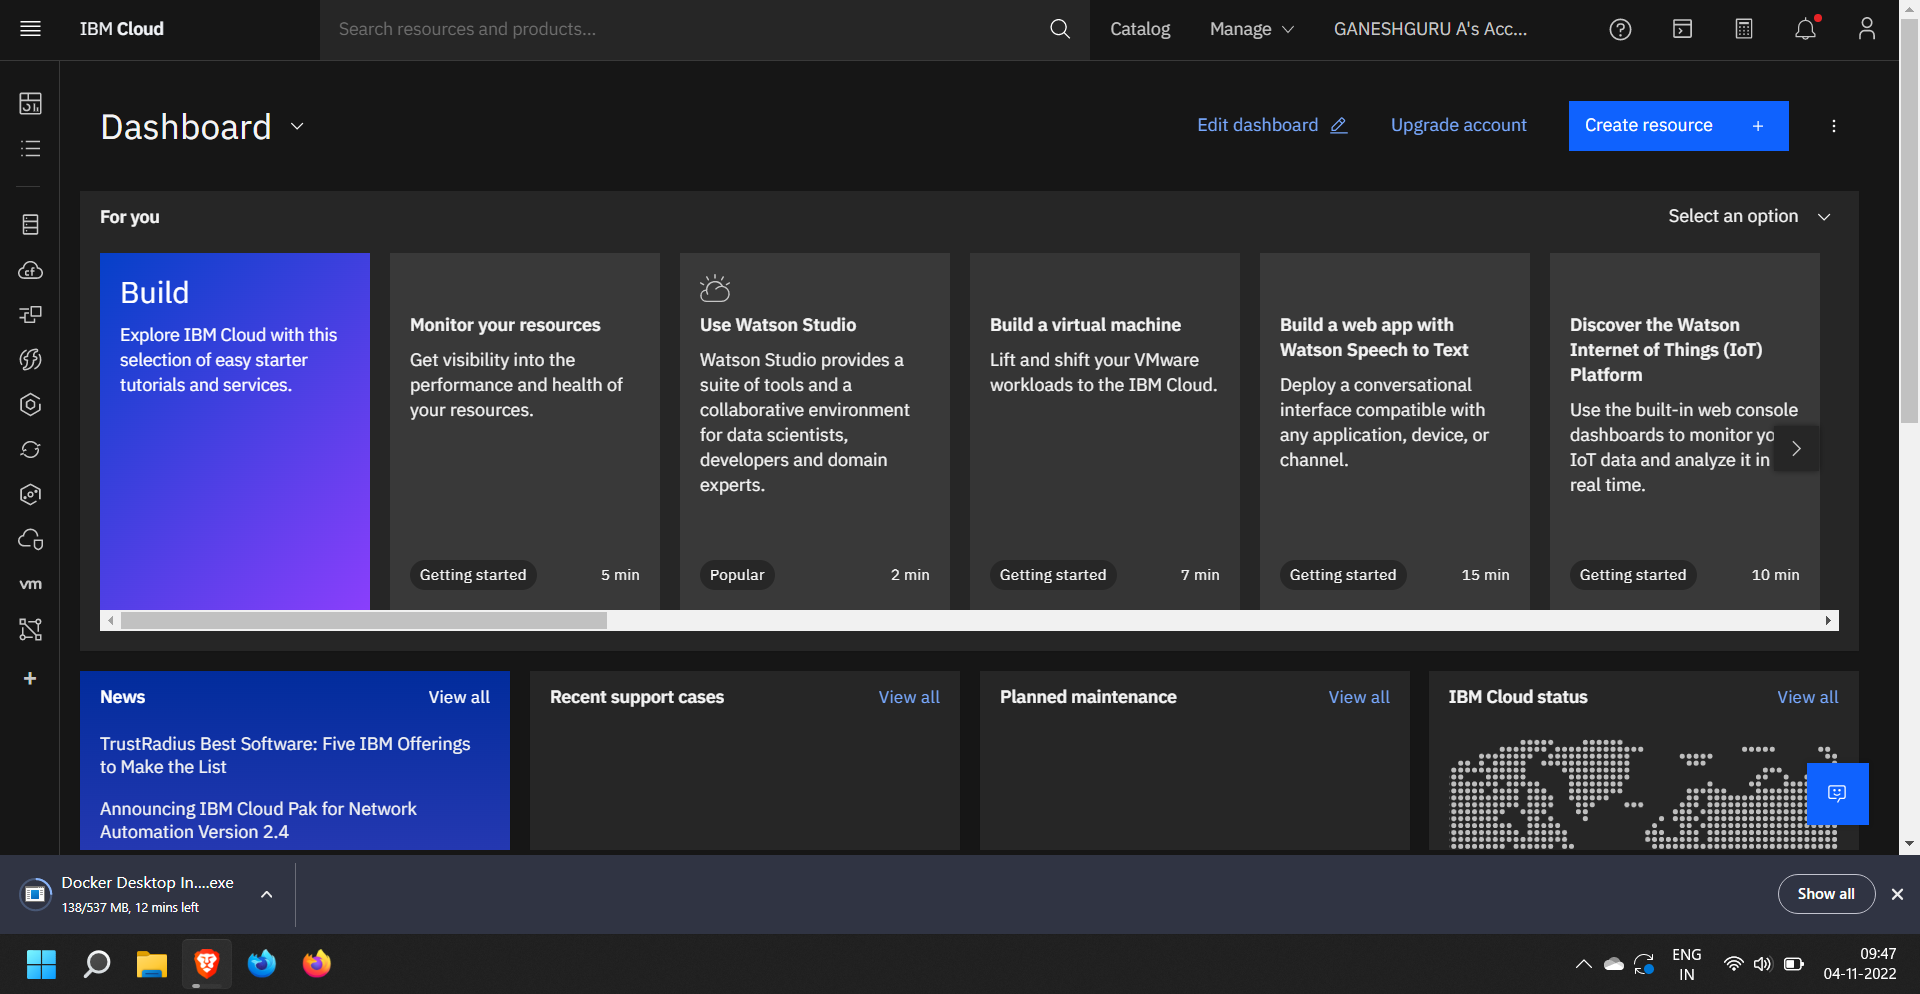 IBM Cloud
Search resources and products...
Catalog
Manage
GANESHGURU A's Acc...
Dashboard
Edit dashboard
Upgrade account
Create resource +
For you
Select an option
Build
Explore IBM Cloud with this
selection of easy starter
tutorials and services.
Monitor your resources
Get visibility into the
performance and health of
your resources.
Getting started
5 min
Use Watson Studio
Watson Studio provides a
suite of tools and a
collaborative environment
for data scientists,
developers and domain
experts.
Popular
2 min
Build a virtual machine
Lift and shift your VMware
workloads to the IBM Cloud.
Getting started
7 min
Build a web app with
Watson Speech to Text
Deploy a conversational
interface compatible with
any application, device, or
channel.
Getting started
15 min
Discover the Watson
Internet of Things (IoT)
Platform
Use the built-in web console
dashboards to monitor yo
IoT data and analyze it in
real time.
Getting started
10 min
cf
vm
News
View all
TrustRadius Best Software: Five IBM Offerings
to Make the List
Announcing IBM Cloud Pak for Network
Automation Version 2.4
Recent support cases
View all
Planned maintenance
View all
IBM Cloud status
View all
Docker Desktop In....exe
138/537 MB, 12 mins left
Show all
ENG
IN
09:47
04-11-2022